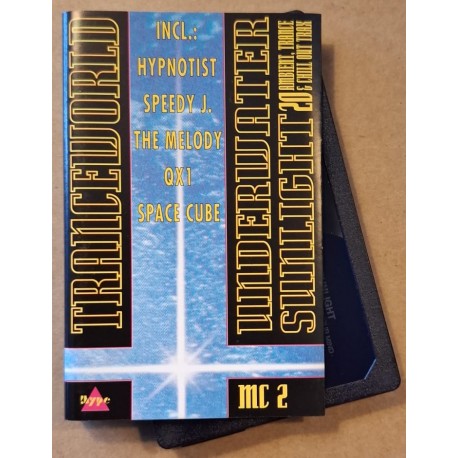 TRANCEWORLD
INCL.:
HYPNOTIST
SPEEDY J.
THE MELODY
QX1
SPACE CUBE
UNDERWATER
SUNLIGHT
20 AMBIENT, TRANCE
& CHILL OUT TRAX
hype
MC 2